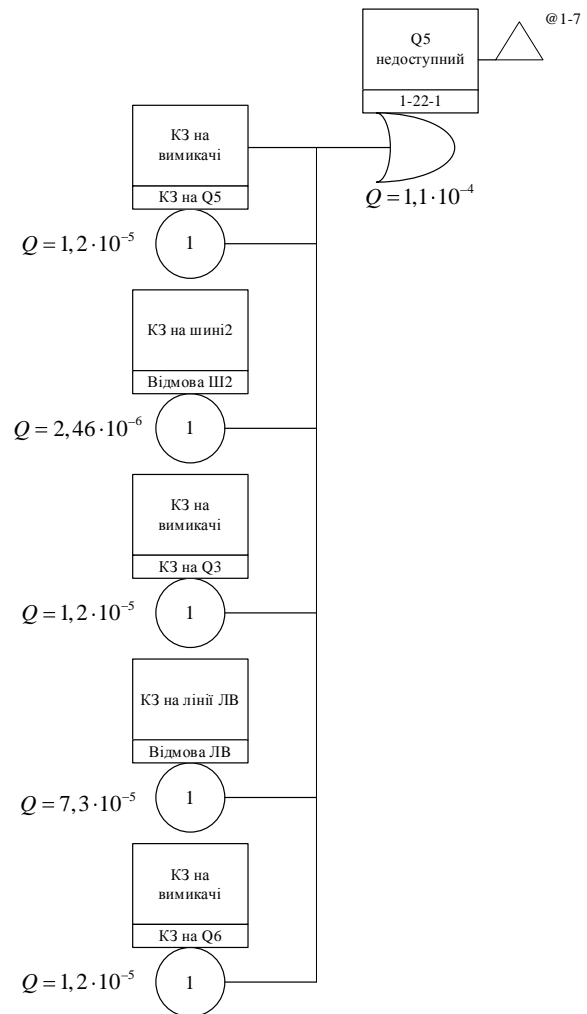 @1-7
Q5
недоступний
1-22-1
Q = 1,1·10⁻⁴
КЗ на
вимикачі
КЗ на Q5
Q = 1,2·10⁻⁵
1
КЗ на шині2
Відмова Ш2
Q = 2,46·10⁻⁶
1
КЗ на
вимикачі
КЗ на Q3
Q = 1,2·10⁻⁵
1
КЗ на лінії ЛВ
Відмова ЛВ
Q = 7,3·10⁻⁵
1
КЗ на
вимикачі
КЗ на Q6
Q = 1,2·10⁻⁵
1